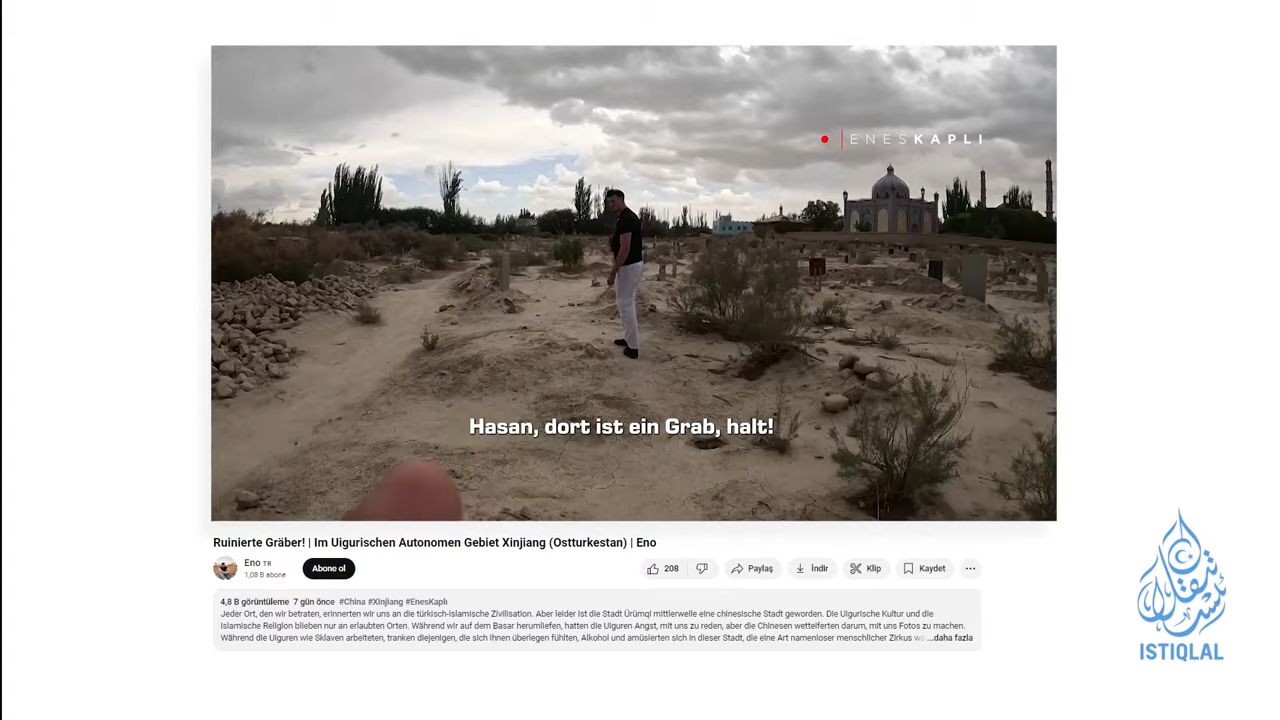 ENESKAPLI
Hasan, dort ist ein Grab, halt!
Ruinierte Gräber! | Im Uigurischen Autonomen Gebiet Xinjiang (Ostturkestan) | Eno
Eno TR
1,08 B abone
Abone ol
208
Paylaş
İndir
Klip
Kaydet
4,8 B görüntüleme 7 gün önce #China #Xinjiang #EnesKaplı
Jeder Ort, den wir betraten, erinnerten wir uns an die türkisch-islamische Zivilisation. Aber leider ist die Stadt Ürümqi mittlerweile eine chinesische Stadt geworden. Die Uigurische Kultur und die
islamische Religion blieben nur an erlaubten Orten. Während wir auf dem Basar herumliefen, hatten die Uiguren Angst, mit uns zu reden, aber die Chinesen wetteiferten darum, mit uns Fotos zu machen.
Während die Uiguren wie Sklaven arbeiteten, tranken diejenigen, die sich ihnen überlegen fühlten, Alkohol und amüsierten sich in dieser Stadt, die eine Art namenloser menschlicher Zirkus ...daha fazla
ISTIQLAL